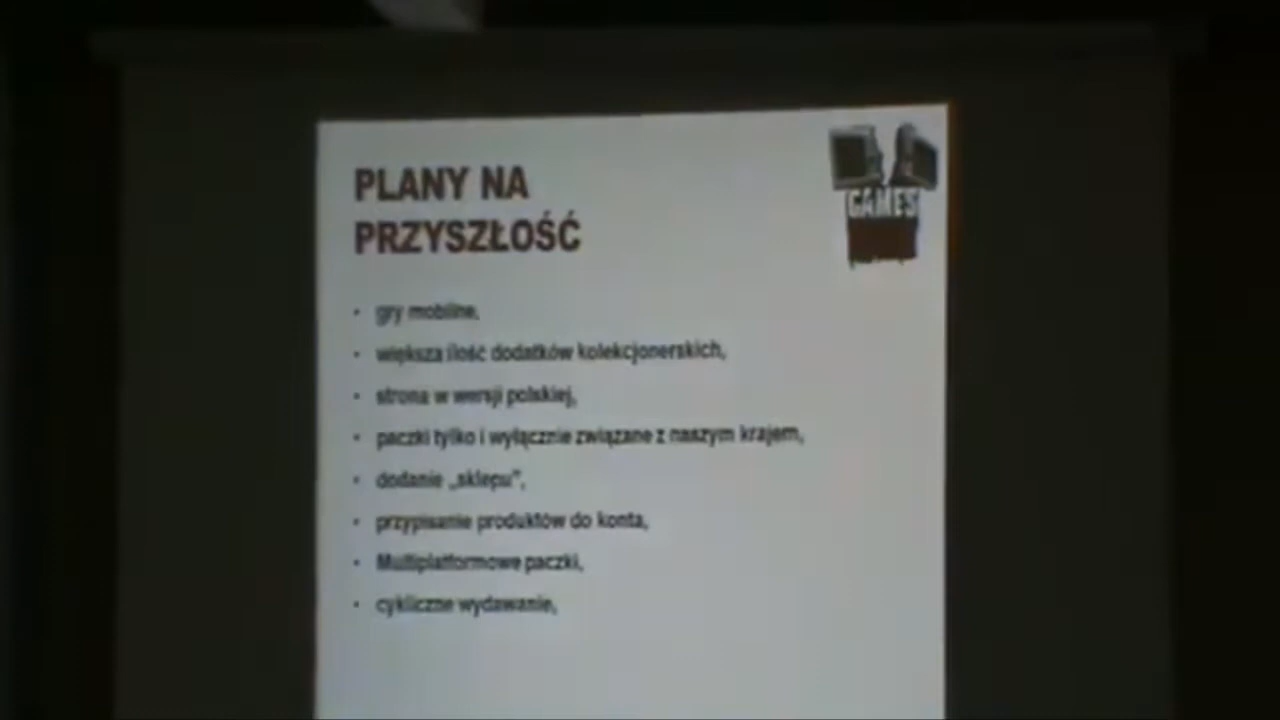 PLANY NA
PRZYSZŁOŚĆ
GAMES
• gry mobilne,
• większa ilość dodatków kolekcjonerskich,
• strona w wersji polskiej,
• paczki tylko i wyłącznie związane z naszym krajem,
• dodanie „sklepu”,
• przypisanie produktów do konta,
• Multiplatformowe paczki,
• cykliczne wydawanie,